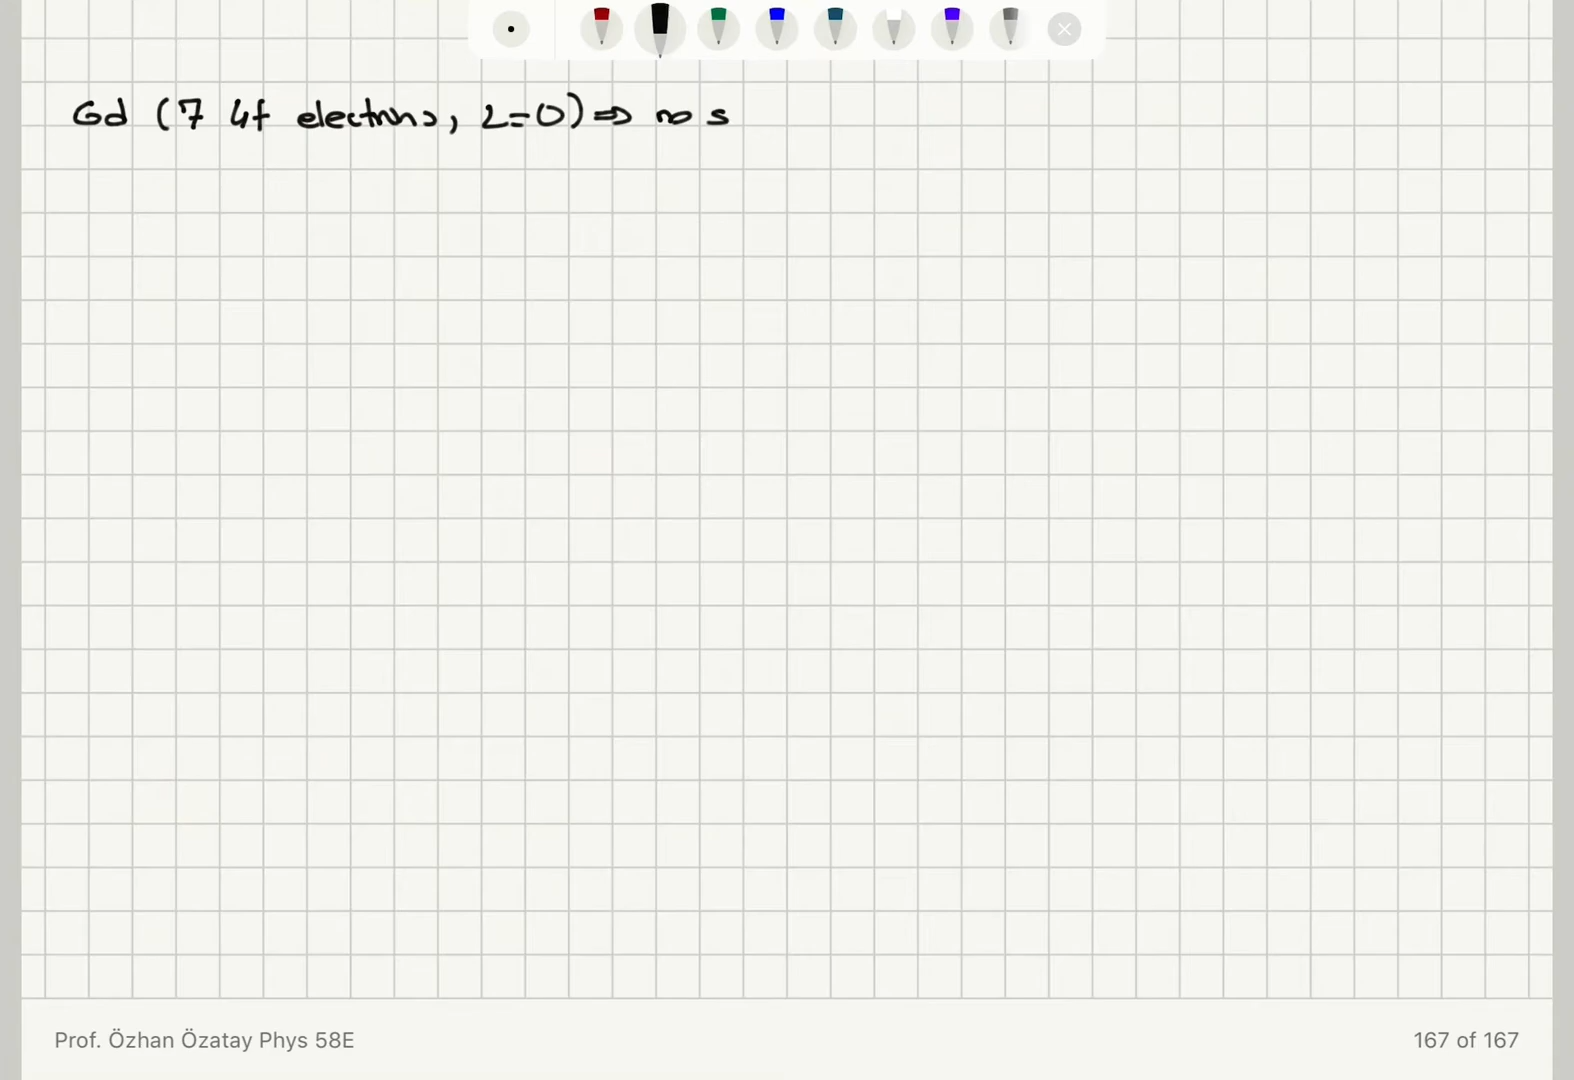 Gd (7 4f electrons, L=0) ⇒ no s
Prof. Özhan Özatay Phys 58E
167 of 167